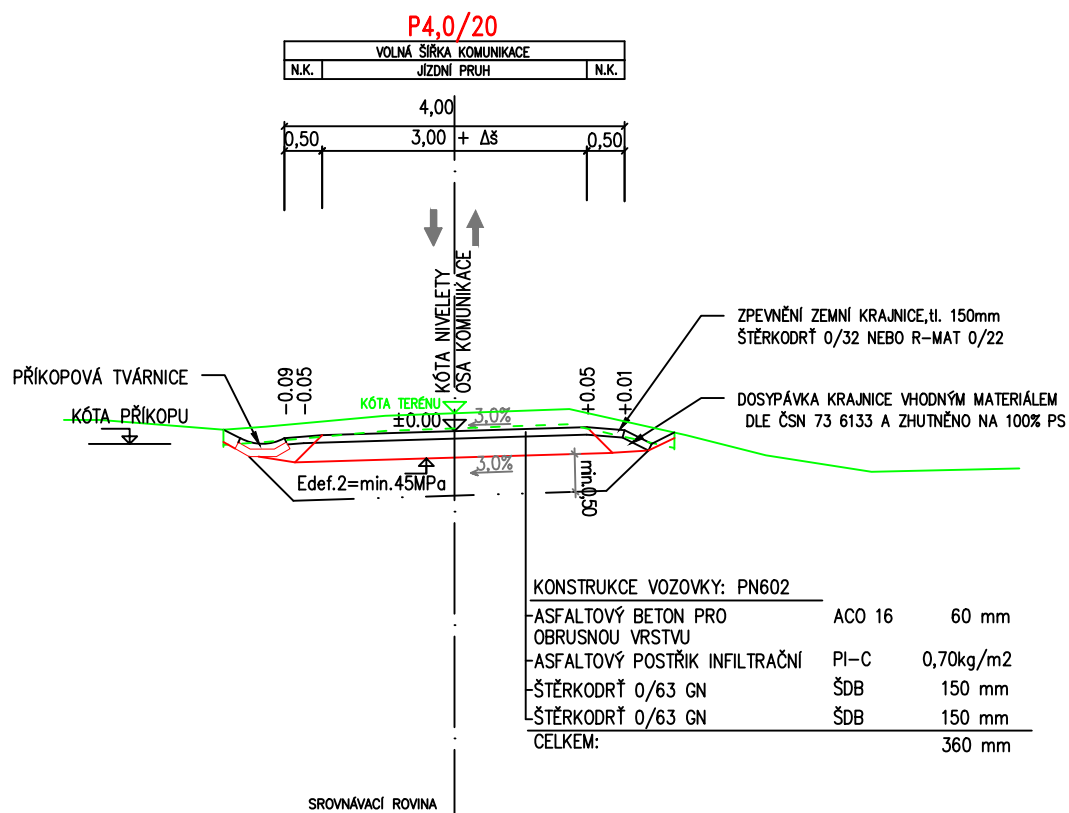 P4,0/20
VOLNÁ ŠÍŘKA KOMUNIKACE
N.K. JÍZDNÍ PRUH N.K.
4,00
0,50 3,00 + Δš 0,50
KÓTA NIVELETY
OSA KOMUNIKACE
ZPEVNĚNÍ ZEMNÍ KRAJNICE,tl. 150mm
ŠTĚRKODRŤ 0/32 NEBO R-MAT 0/22
PŘÍKOPOVÁ TVÁRNICE
-0.09
-0.05
+0.05
+0.01
KÓTA TERÉNU
DOSYPÁVKA KRAJNICE VHODNÝM MATERIÁLEM
DLE ČSN 73 6133 A ZHUTNĚNO NA 100% PS
KÓTA PŘÍKOPU
±0.00
3.0%
3.0%
Edef.2=min.45MPa
min.0,50
KONSTRUKCE VOZOVKY: PN602
ASFALTOVÝ BETON PRO ACO 16 60 mm
OBRUSNOU VRSTVU
ASFALTOVÝ POSTŘIK INFILTRAČNÍ PI-C 0,70kg/m2
ŠTĚRKODRŤ 0/63 GN ŠDB 150 mm
ŠTĚRKODRŤ 0/63 GN ŠDB 150 mm
CELKEM: 360 mm
SROVNÁVACÍ ROVINA